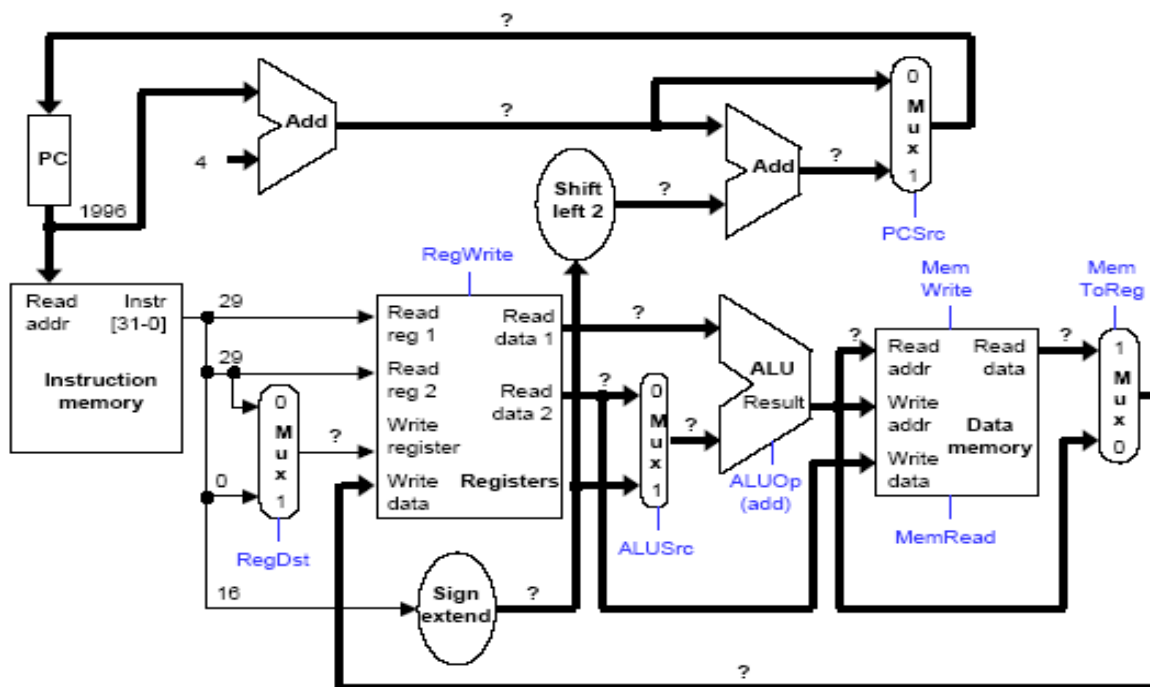 ?
PC
4
1996
Add
?
Shift
left 2
?
Add
?
0
M
u
x
1
PCSrc
Read
addr
Instr
[31-0]
Instruction
memory
29
29
0
16
0
M
u
x
1
RegDst
?
RegWrite
Read
reg 1
Read
reg 2
Write
register
Write
data
Read
data 1
Read
data 2
Registers
Sign
extend
?
?
?
0
M
u
x
1
ALUSrc
?
ALU
Result
ALUOp
(add)
?
Mem
Write
Read
addr
Write
addr
Write
data
Read
data
Data
memory
MemRead
?
Mem
ToReg
1
M
u
x
0
?